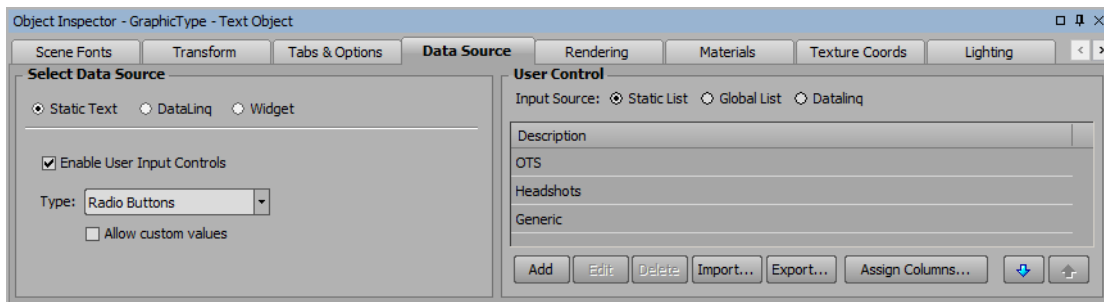 Object Inspector - GraphicType - Text Object
Scene Fonts Transform Tabs & Options Data Source Rendering Materials Texture Coords Lighting
Select Data Source
Static Text DataLinq Widget
Enable User Input Controls
Type: Radio Buttons
Allow custom values
User Control
Input Source: Static List Global List Datalinq
Description
OTS
Headshots
Generic
Add Edit Delete Import... Export... Assign Columns...